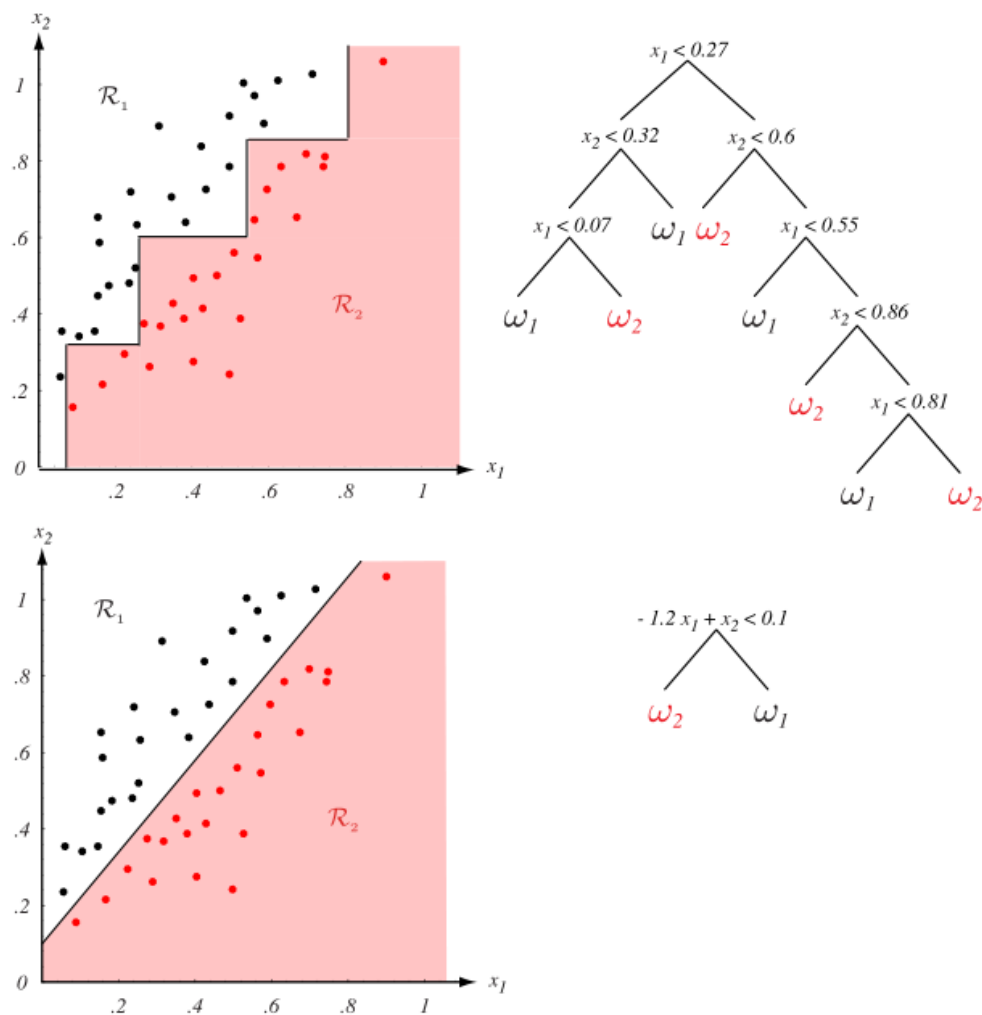 x₂
1
.8
.6
.4
.2
0
ℛ₁
ℛ₂
.2 .4 .6 .8 1
x₁
x₁ < 0.27
x₂ < 0.32 x₂ < 0.6
x₁ < 0.07 ω₁ ω₂ x₁ < 0.55
ω₁ ω₂ ω₁ x₂ < 0.86
ω₂ x₁ < 0.81
ω₁ ω₂
x₂
1
.8
.6
.4
.2
0
ℛ₁
ℛ₂
.2 .4 .6 .8 1
x₁
- 1.2 x₁ + x₂ < 0.1
ω₂ ω₁